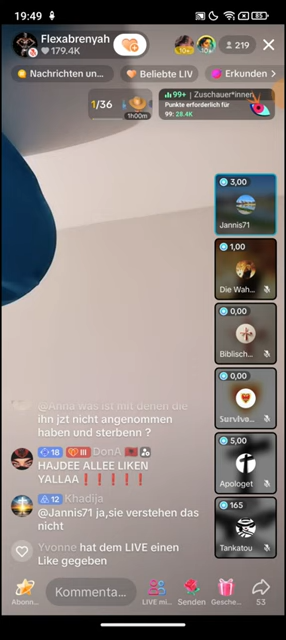 19:49
85
Flexabrenyah
179.4K
219
Nachrichten un...
Beliebte LIV
Erkunden
1/36
1h00m
99+ | Zuschauer*innen
Punkte erforderlich für
99: 28.4K
3,00
Jannis71
1,00
Die Wah...
0,00
Biblisch...
0,00
Survivo...
5,00
Apologet
165
Tankatou
@Anna was ist mit denen die
ihn jzt nicht angenommen
haben und sterbenn ?
18 III DonA
HAJDEE ALLEE LIKEN
YALLAA❗❗❗❗❗
12 Khadija
@Jannis71 ja,sie verstehen das
nicht
Yvonne hat dem LIVE einen
Like gegeben
Kommenta...
Abonn...
LIVE mi...
Senden
Gesche...
53